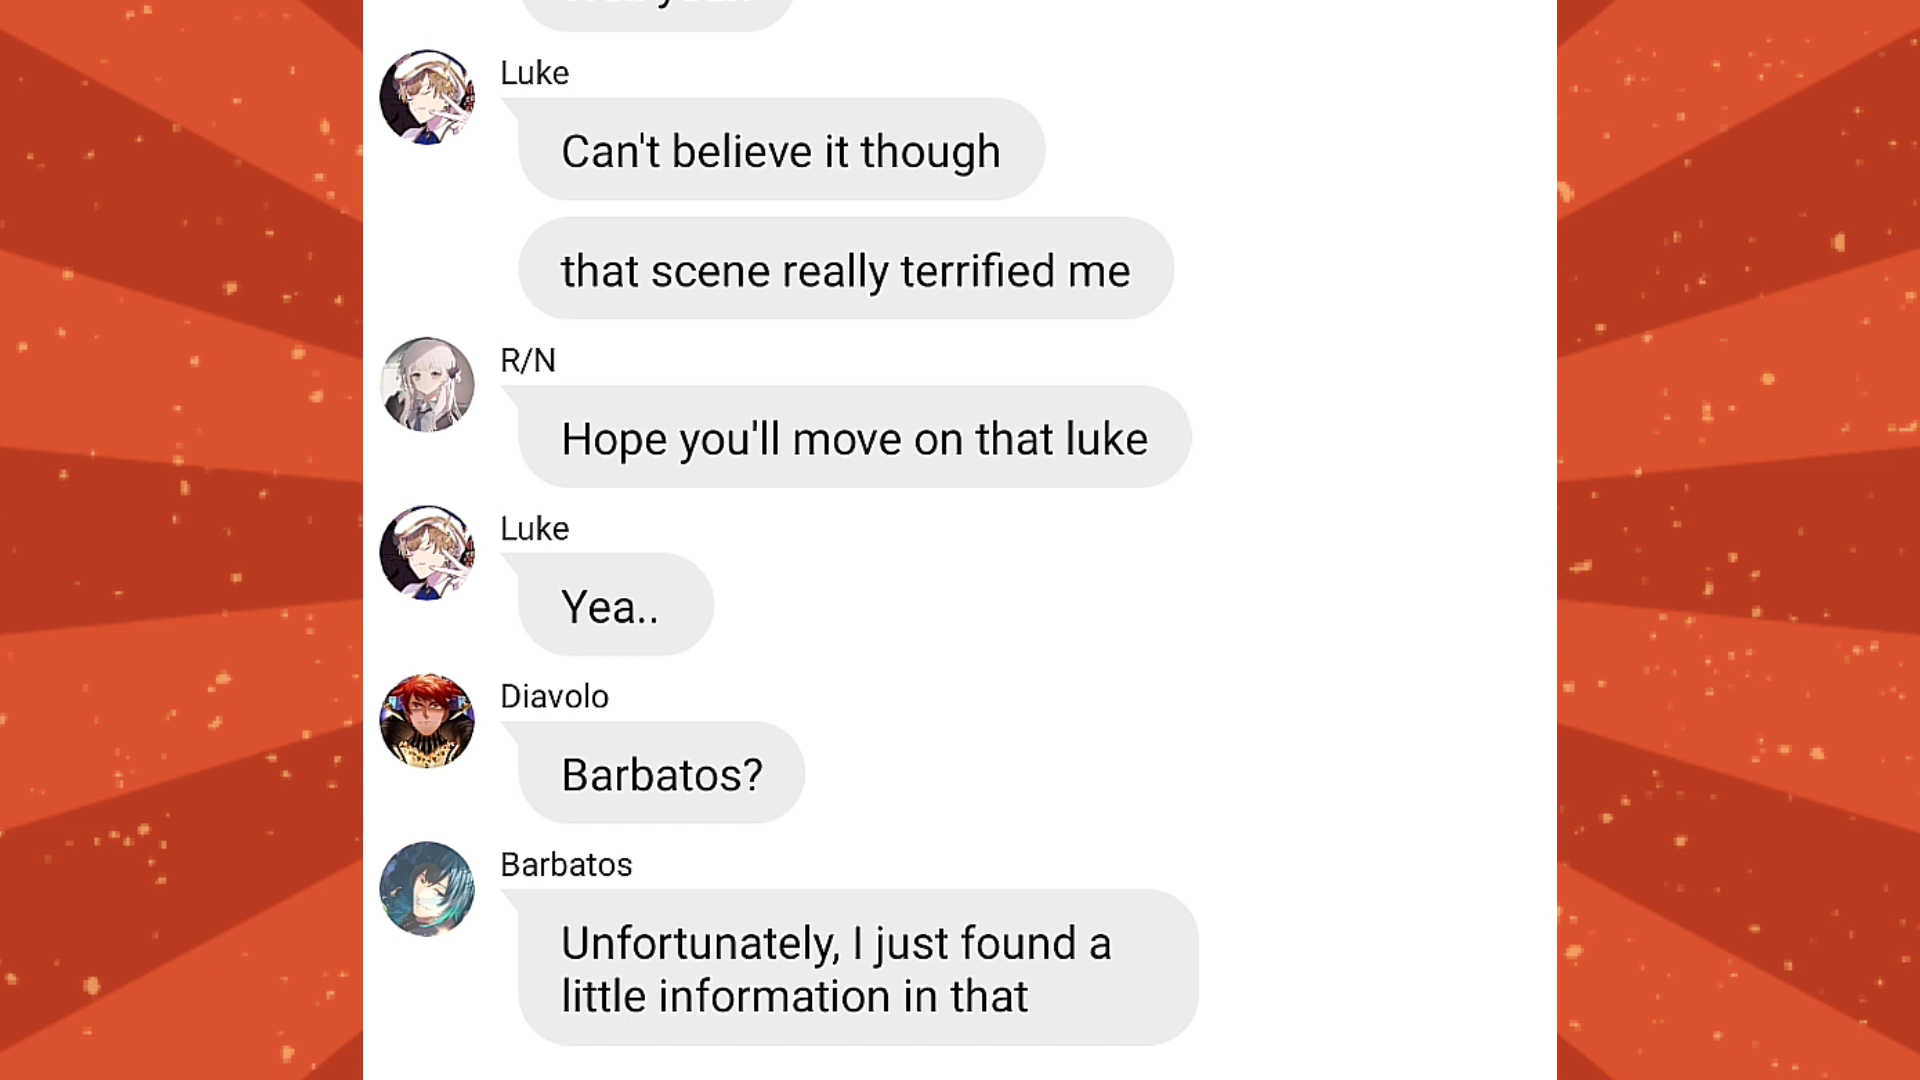 Luke
Can't believe it though
that scene really terrified me
R/N
Hope you'll move on that luke
Luke
Yea..
Diavolo
Barbatos?
Barbatos
Unfortunately, I just found a
little information in that